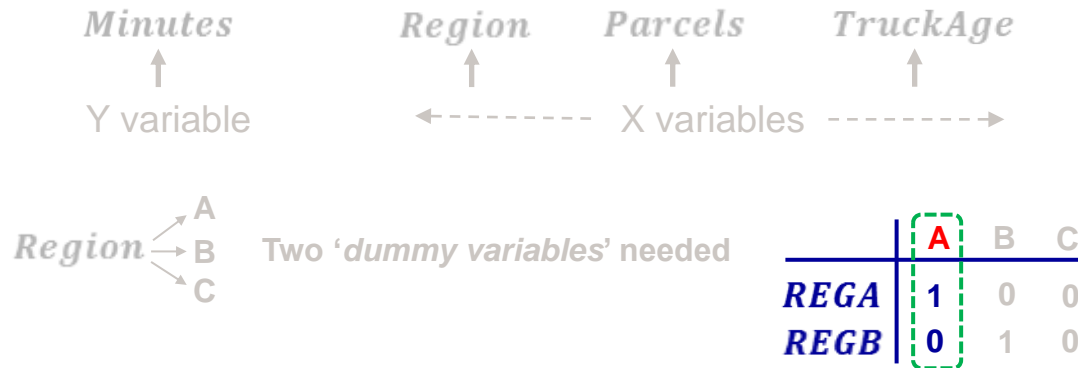 Minutes Region Parcels TruckAge
Y variable X variables
A
Region B Two ‘dummy variables’ needed
C
A B C
REGA 1 0 0
REGB 0 1 0